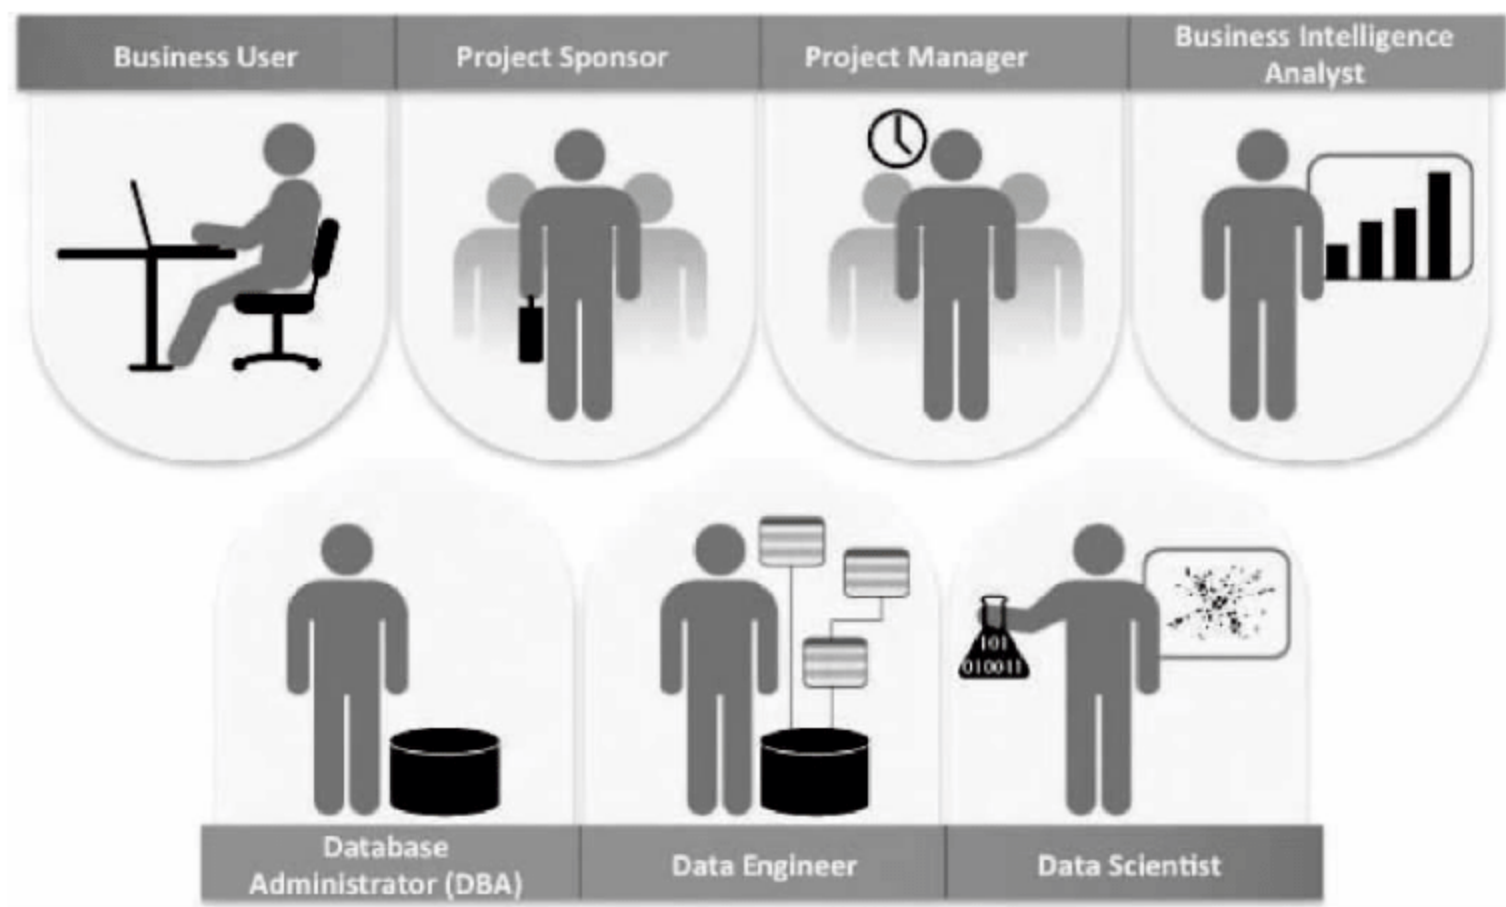 Business User
Project Sponsor
Project Manager
Business Intelligence
Analyst
101
010011
Database
Administrator (DBA)
Data Engineer
Data Scientist